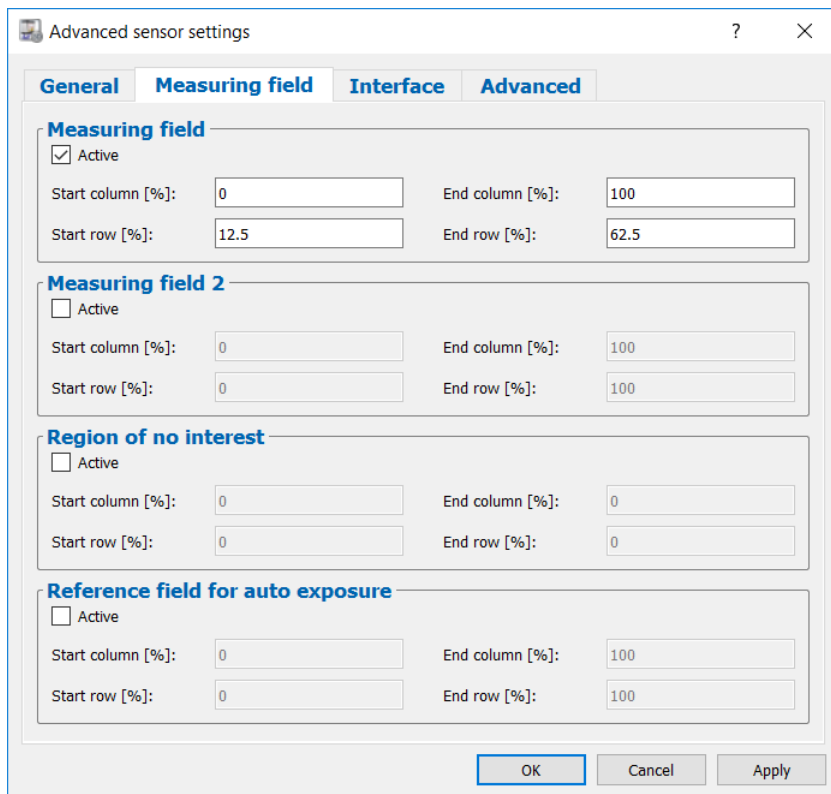 Advanced sensor settings ?
General Measuring field Interface Advanced
Measuring field
Active
Start column [%]: 0 End column [%]: 100
Start row [%]: 12.5 End row [%]: 62.5
Measuring field 2
Active
Start column [%]: 0 End column [%]: 100
Start row [%]: 0 End row [%]: 100
Region of no interest
Active
Start column [%]: 0 End column [%]: 0
Start row [%]: 0 End row [%]: 0
Reference field for auto exposure
Active
Start column [%]: 0 End column [%]: 100
Start row [%]: 0 End row [%]: 100
OK Cancel Apply